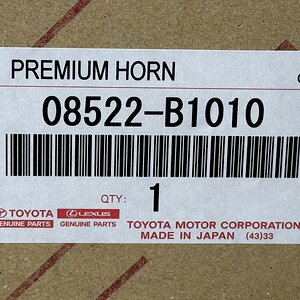 PREMIUM HORN
08522-B1010
QTY: 1
TOYOTA LEXUS TOYOTA MOTOR CORPORATION
GENUINE PARTS GENUINE PARTS MADE IN JAPAN (43)33